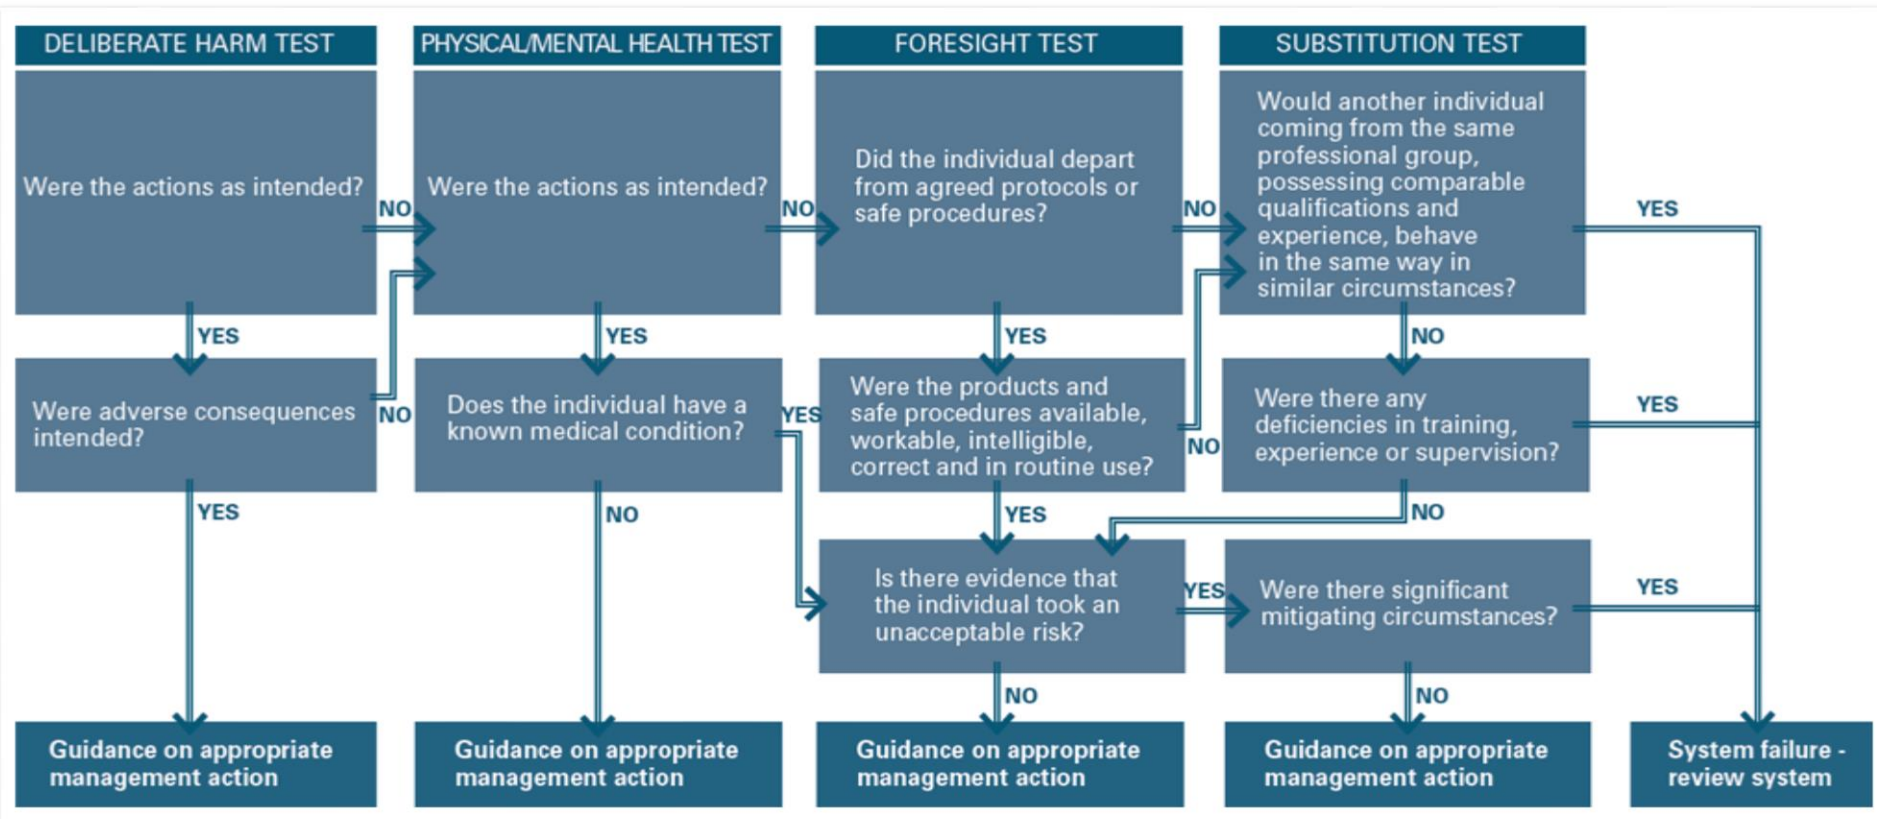 DELIBERATE HARM TEST
Were the actions as intended?
NO
YES
Were adverse consequences
intended?
NO
YES
Guidance on appropriate
management action
PHYSICAL/MENTAL HEALTH TEST
Were the actions as intended?
NO
YES
Does the individual have a
known medical condition?
YES
NO
Guidance on appropriate
management action
FORESIGHT TEST
Did the individual depart
from agreed protocols or
safe procedures?
NO
YES
Were the products and
safe procedures available,
workable, intelligible,
correct and in routine use?
NO
YES
Is there evidence that
the individual took an
unacceptable risk?
YES
NO
Guidance on appropriate
management action
SUBSTITUTION TEST
Would another individual
coming from the same
professional group,
possessing comparable
qualifications and
experience, behave
in the same way in
similar circumstances?
YES
NO
Were there any
deficiencies in training,
experience or supervision?
YES
NO
Were there significant
mitigating circumstances?
YES
NO
Guidance on appropriate
management action
System failure -
review system